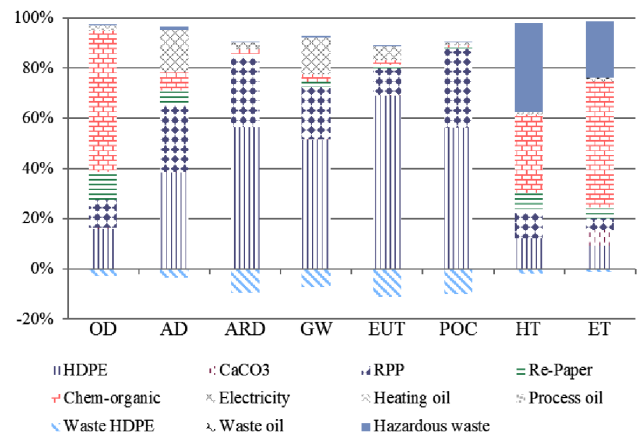 100%
80%
60%
40%
20%
0%
-20%
OD AD ARD GW EUT POC HT ET
HDPE CaCO3 RPP Re-Paper
Chem-organic Electricity Heating oil Process oil
Waste HDPE Waste oil Hazardous waste